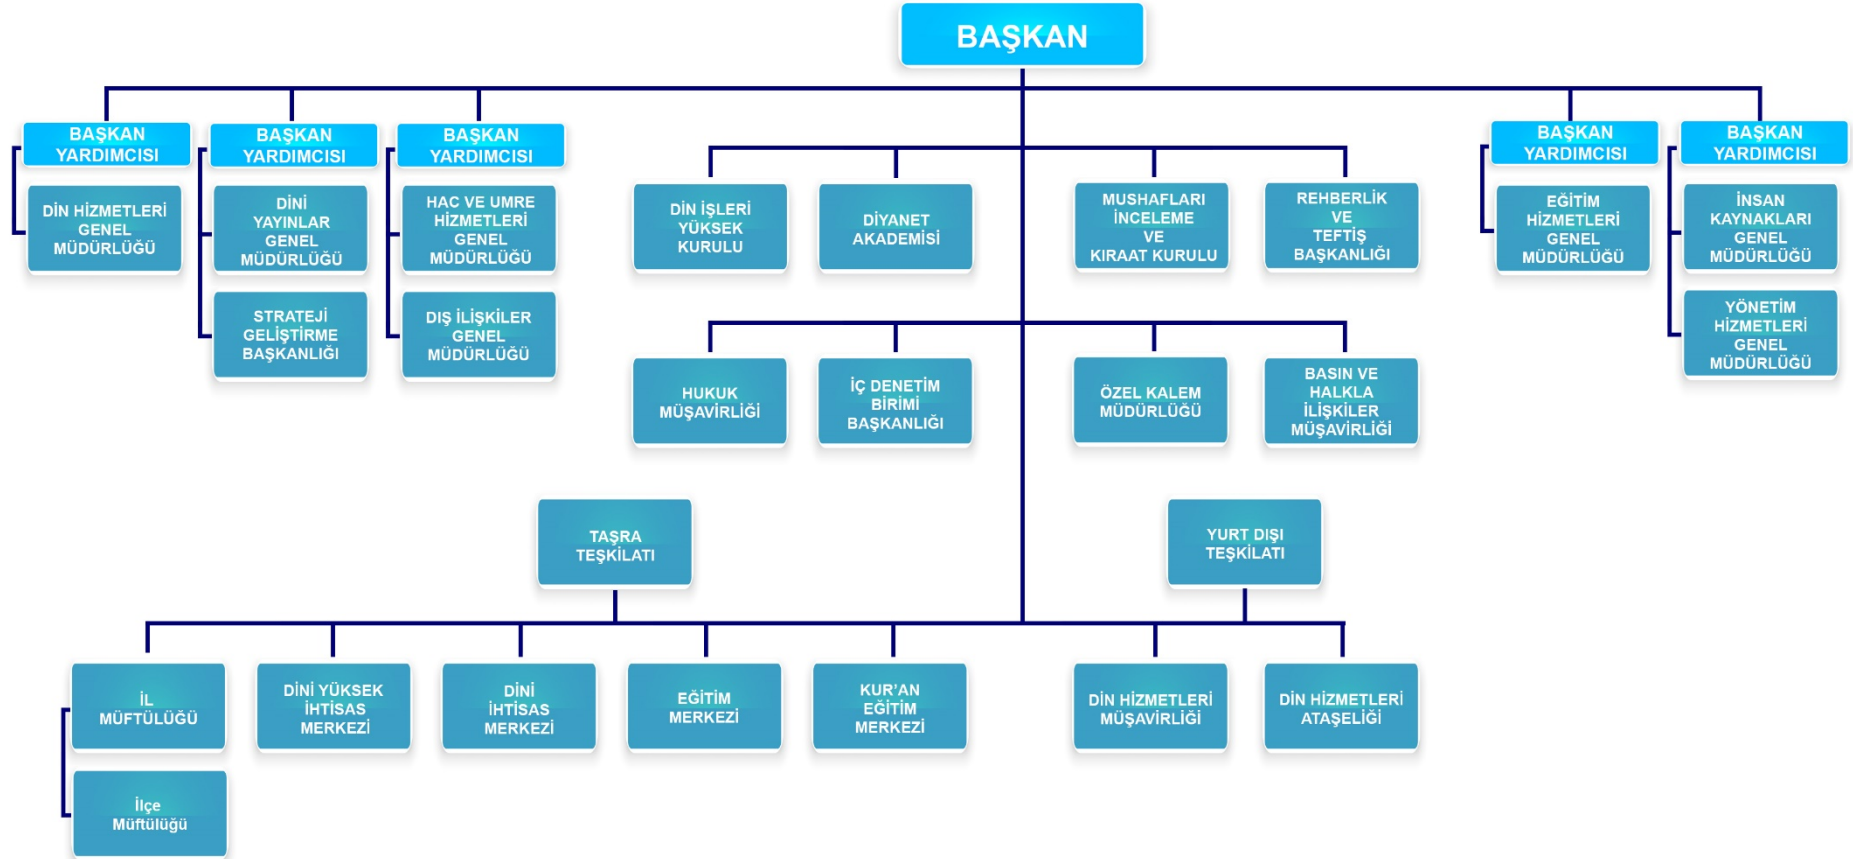 BAŞKAN
BAŞKAN
YARDIMCISI
BAŞKAN
YARDIMCISI
BAŞKAN
YARDIMCISI
BAŞKAN
YARDIMCISI
BAŞKAN
YARDIMCISI
DİN HİZMETLERİ
GENEL
MÜDÜRLÜĞÜ
DİNİ
YAYINLAR
GENEL
MÜDÜRLÜĞÜ
HAC VE UMRE
HİZMETLERİ
GENEL
MÜDÜRLÜĞÜ
DİN İŞLERİ
YÜKSEK
KURULU
DİYANET
AKADEMİSİ
MUSHAFLARI
İNCELEME
VE
KIRAAT KURULU
REHBERLİK
VE
TEFTİŞ
BAŞKANLIĞI
EĞİTİM
HİZMETLERİ
GENEL
MÜDÜRLÜĞÜ
İNSAN
KAYNAKLARI
GENEL
MÜDÜRLÜĞÜ
STRATEJİ
GELİŞTİRME
BAŞKANLIĞI
DIŞ İLİŞKİLER
GENEL
MÜDÜRLÜĞÜ
YÖNETİM
HİZMETLERİ
GENEL
MÜDÜRLÜĞÜ
HUKUK
MÜŞAVİRLİĞİ
İÇ DENETİM
BİRİMİ
BAŞKANLIĞI
ÖZEL KALEM
MÜDÜRLÜĞÜ
BASIN VE
HALKLA
İLİŞKİLER
MÜŞAVİRLİĞİ
TAŞRA
TEŞKİLATI
YURT DIŞI
TEŞKİLATI
İL
MÜFTÜLÜĞÜ
DİNİ YÜKSEK
İHTİSAS
MERKEZİ
DİNİ
İHTİSAS
MERKEZİ
EĞİTİM
MERKEZİ
KUR'AN
EĞİTİM
MERKEZİ
DİN HİZMETLERİ
MÜŞAVİRLİĞİ
DİN HİZMETLERİ
ATAŞELİĞİ
İlçe
Müftülüğü